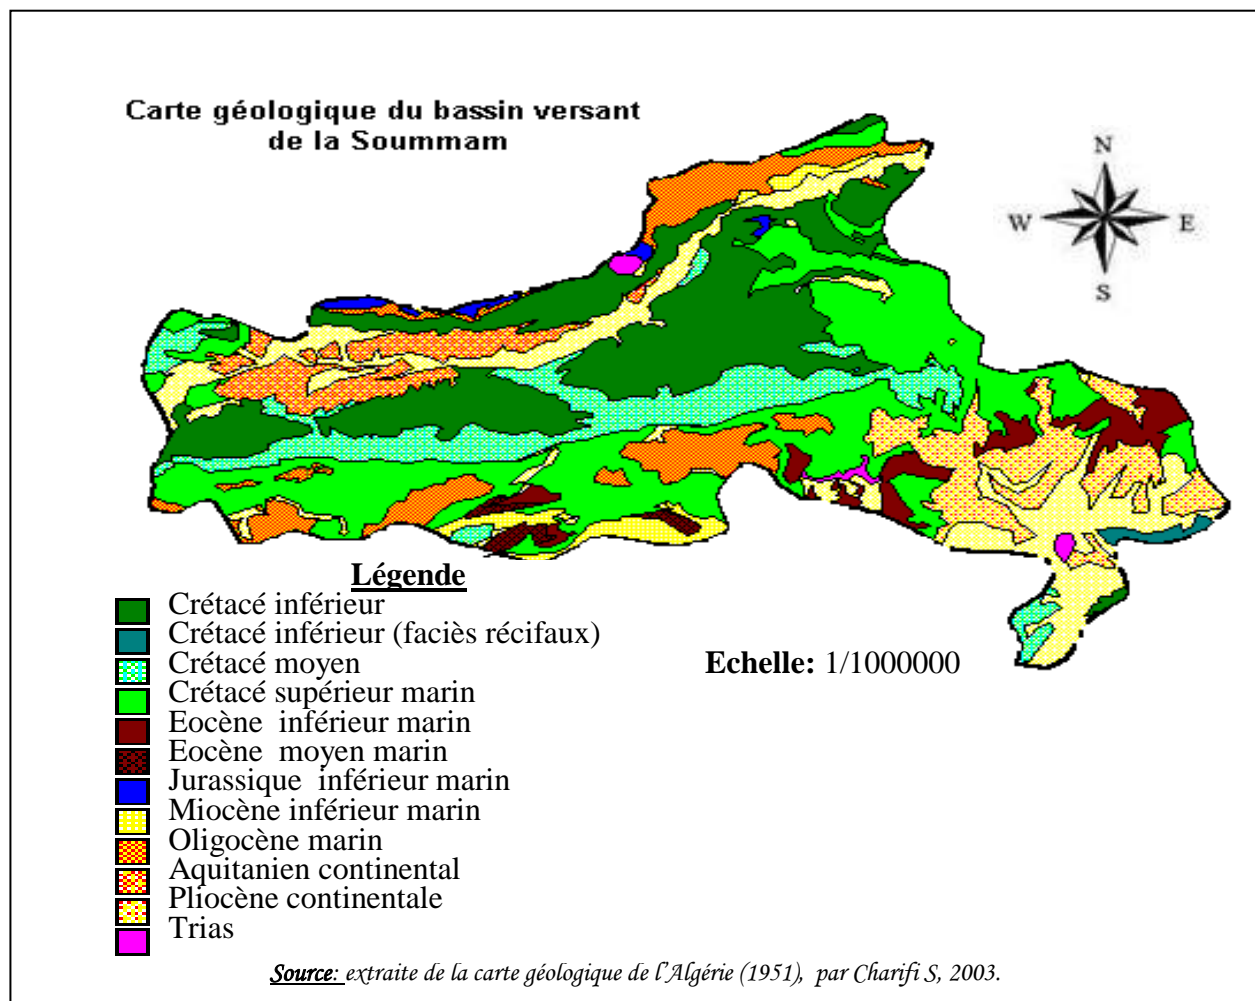 Carte géologique du bassin versant
de la Soummam
N
W
E
S
Légende
Crétacé inférieur
Crétacé inférieur (faciès récifaux)
Crétacé moyen
Crétacé supérieur marin
Eocène  inférieur marin
Eocène  moyen marin
Jurassique  inférieur marin
Miocène inférieur marin
Oligocène marin
Aquitanien continental
Pliocène continentale
Trias
Echelle: 1/1000000
Source: extraite de la carte géologique de l'Algérie (1951),  par Charifi S, 2003.